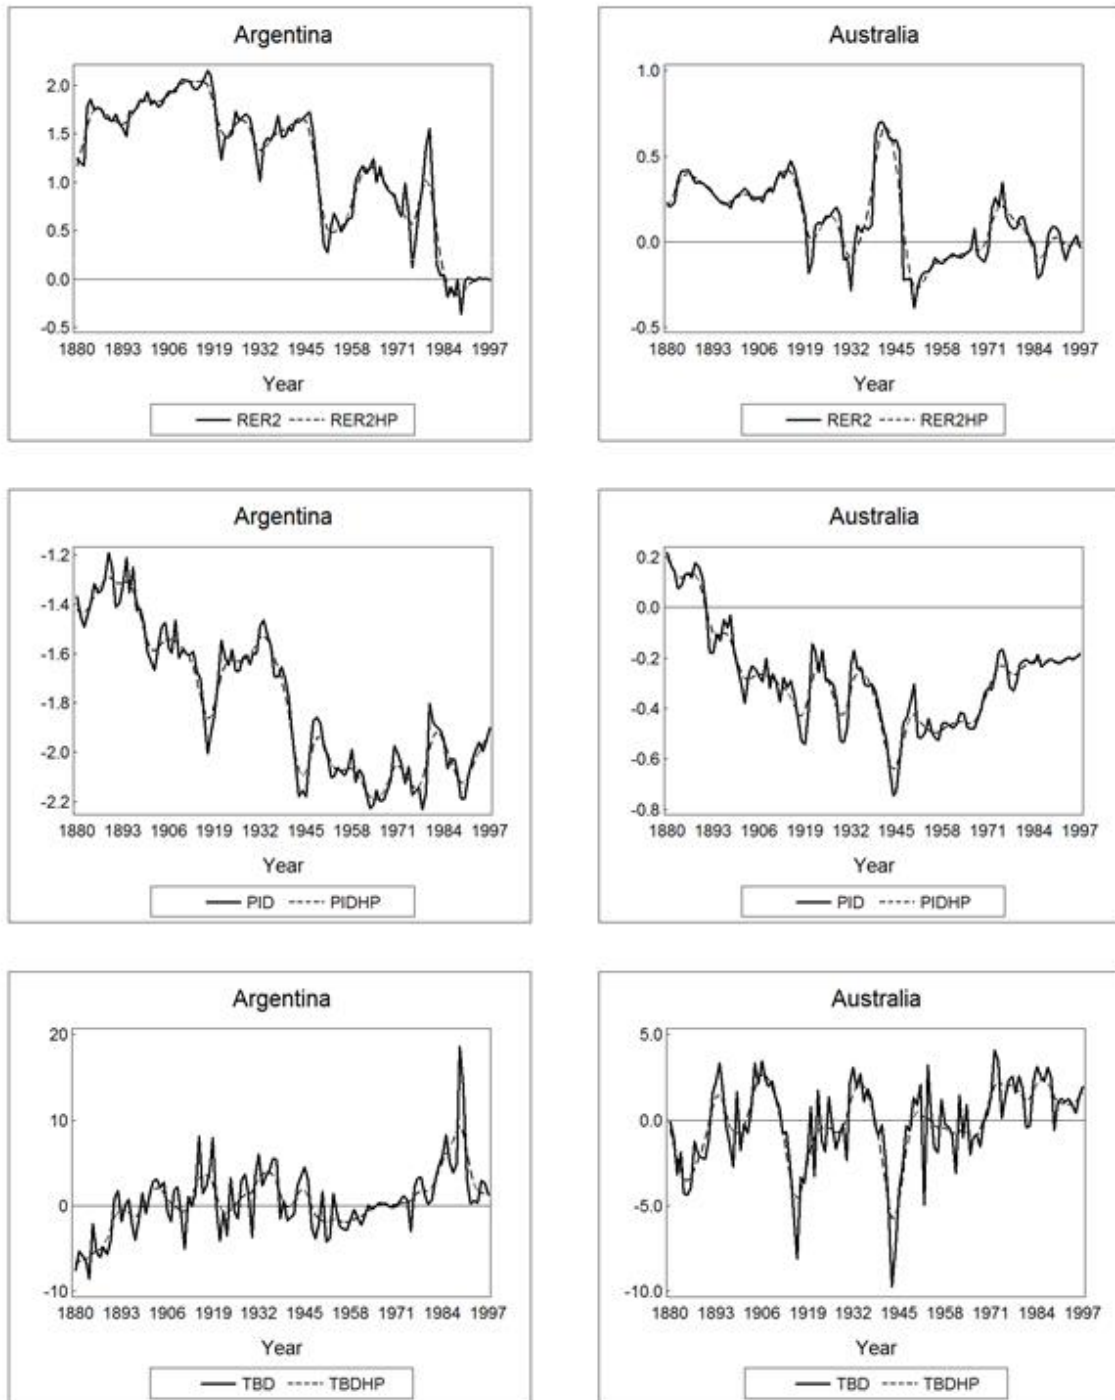 Argentina
2.0
1.5
1.0
0.5
0.0
-0.5
1880 1893 1906 1919 1932 1945 1958 1971 1984 1997
Year
RER2 RER2HP
Australia
1.0
0.5
0.0
-0.5
1880 1893 1906 1919 1932 1945 1958 1971 1984 1997
Year
RER2 RER2HP
Argentina
-1.2
-1.4
-1.6
-1.8
-2.0
-2.2
1880 1893 1906 1919 1932 1945 1958 1971 1984 1997
Year
PID PIDHP
Australia
0.2
0.0
-0.2
-0.4
-0.6
-0.8
1880 1893 1906 1919 1932 1945 1958 1971 1984 1997
Year
PID PIDHP
Argentina
20
10
0
-10
1880 1893 1906 1919 1932 1945 1958 1971 1984 1997
Year
TBD TBDHP
Australia
5.0
0.0
-5.0
-10.0
1880 1893 1906 1919 1932 1945 1958 1971 1984 1997
Year
TBD TBDHP